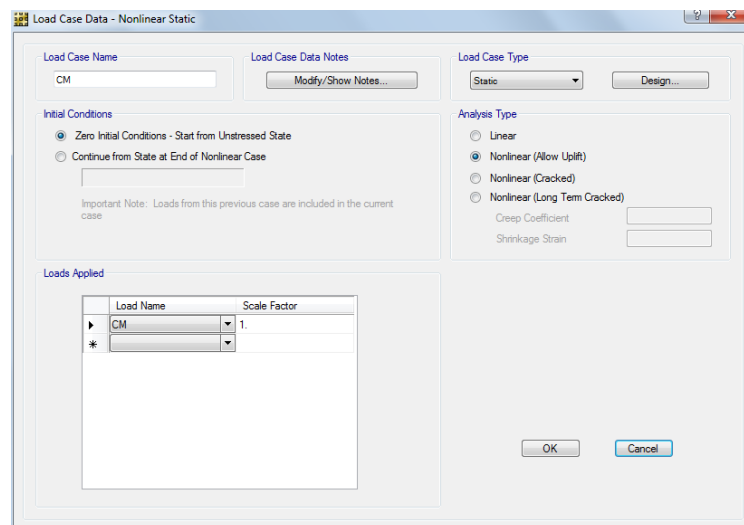 Load Case Data - Nonlinear Static
Load Case Name
CM
Load Case Data Notes
Modify/Show Notes...
Load Case Type
Static
Design...
Initial Conditions
Zero Initial Conditions - Start from Unstressed State
Continue from State at End of Nonlinear Case
Important Note: Loads from this previous case are included in the current
case
Analysis Type
Linear
Nonlinear (Allow Uplift)
Nonlinear (Cracked)
Nonlinear (Long Term Cracked)
Creep Coefficient
Shrinkage Strain
Loads Applied
Load Name Scale Factor
CM 1.
OK Cancel